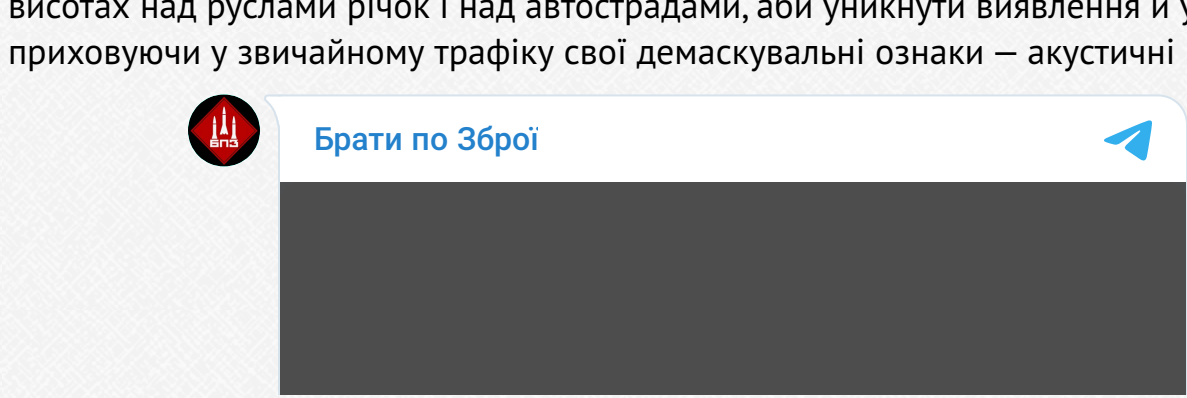 висотах над руслами річок і над автострадами, аби уникнути виявлення й у
приховуючи у звичайному трафіку свої демаскувальні ознаки — акустичні
БПЗ
Брати по Зброї